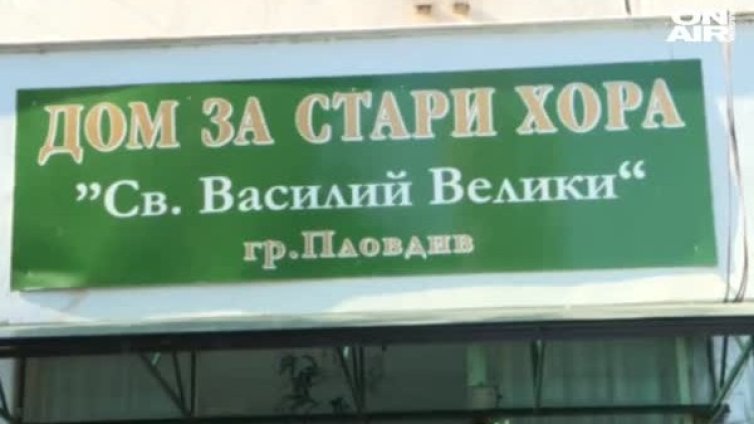 ON
AIR
ДОМ ЗА СТАРИ ХОРА
”Св. Василий Велики“
гр.Пловдив